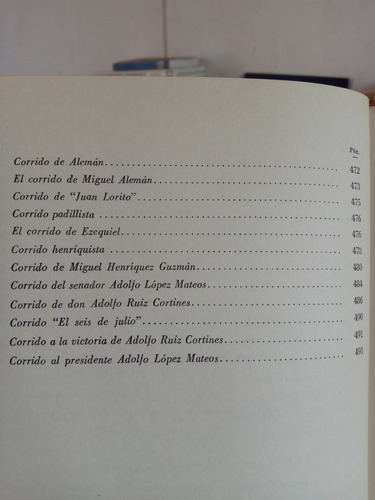 Pág.
Corrido de Alemán 472
El corrido de Miguel Alemán 473
Corrido de "Juan Lorito" 475
Corrido padillista 476
El corrido de Ezequiel 476
Corrido henriquista 478
Corrido de Miguel Henríquez Guzmán 480
Corrido del senador Adolfo López Mateos 484
Corrido de don Adolfo Ruiz Cortines 486
Corrido "El seis de julio" 490
Corrido a la victoria de Adolfo Ruiz Cortines 491
Corrido al presidente Adolfo López Mateos 491